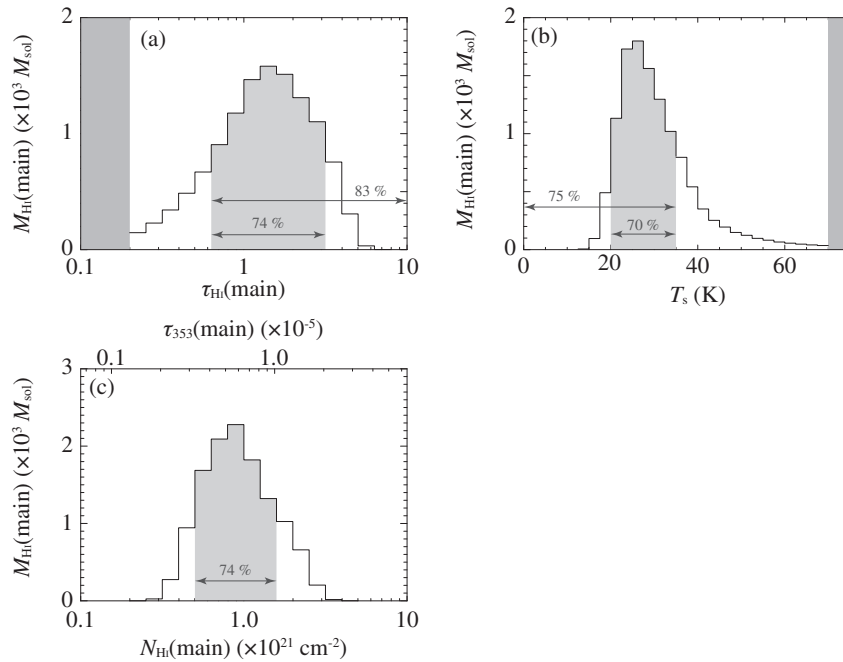 (a)
M_HI(main) (×10³ M_sol)
2
1
0
83 %
74 %
0.1 1 10
τ_HI(main)
(b)
M_HI(main) (×10³ M_sol)
2
1
0
75 %
70 %
0 20 40 60
T_s (K)
τ₃₅₃(main) (×10⁻⁵)
0.1 1.0
(c)
M_HI(main) (×10³ M_sol)
3
2
1
0
74 %
0.1 1.0 10
N_HI(main) (×10²¹ cm⁻²)